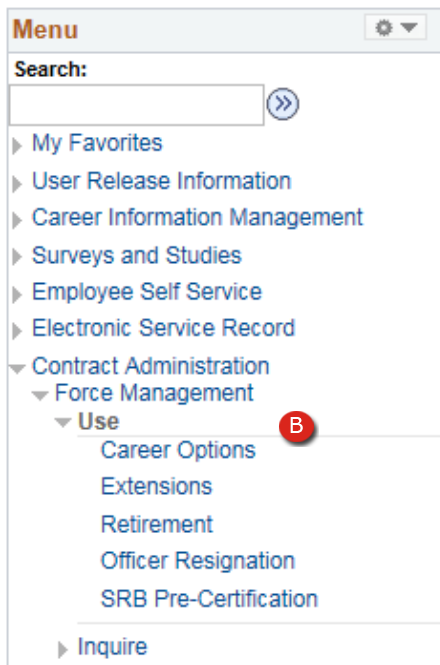 Menu
Search:
My Favorites
User Release Information
Career Information Management
Surveys and Studies
Employee Self Service
Electronic Service Record
Contract Administration
Force Management
Use
B
Career Options
Extensions
Retirement
Officer Resignation
SRB Pre-Certification
Inquire